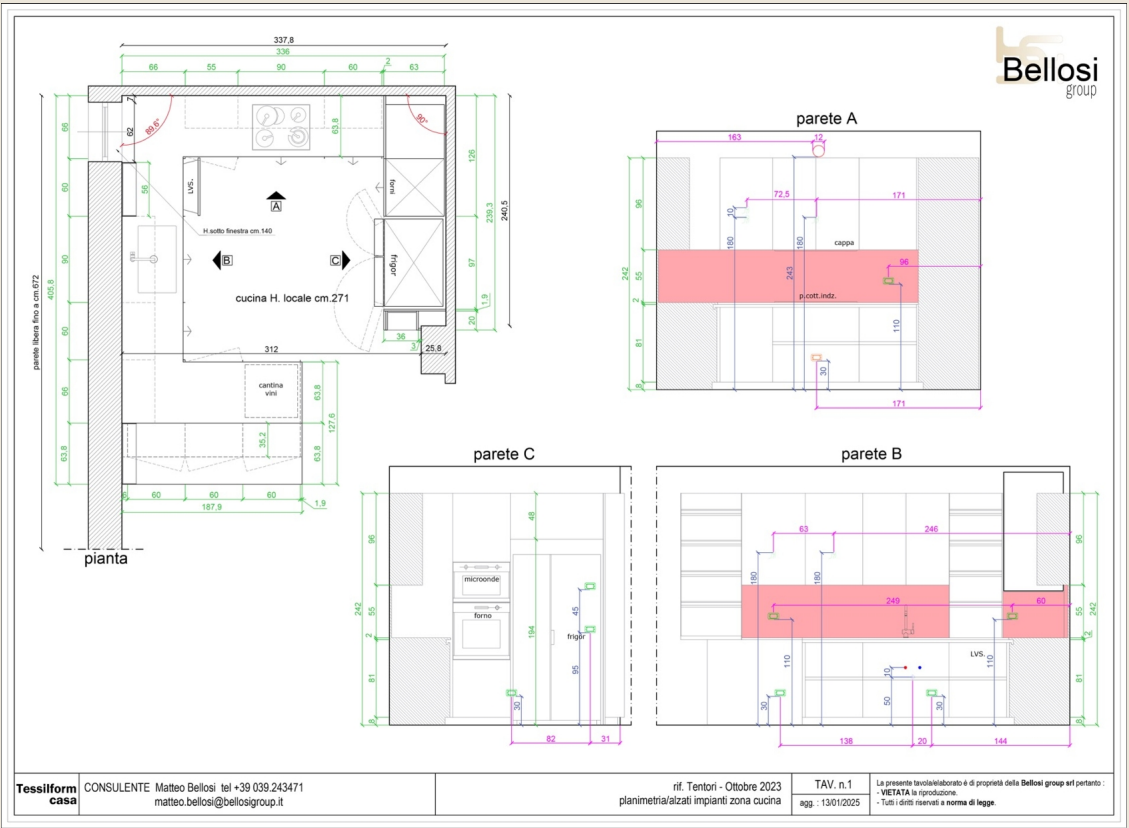 Bellosi
group
337,8
336
66
55
90
60
2
63
7
66
62
89,6°
90°
63,8
126
60
56
LVS.
forni
A
H.sotto finestra cm.140
239,3
240,5
B
C
frigor
90
97
cucina H. locale cm.271
parete libera fino a cm.672
405,8
1,9
20
60
36
3
312
25,8
66
cantina
vini
63,8
127,6
63,8
35,2
63,8
6
60
60
60
1,9
187,9
pianta
parete A
163
12
72,5
171
96
10
180
180
cappa
243
96
242
55
p.cott.indz.
2
110
81
30
8
171
parete C
48
96
microonde
242
55
forno
45
194
frigor
2
95
81
30
8
82
31
parete B
63
246
96
180
180
249
60
55
242
2
110
LVS.
110
10
81
30
50
30
8
138
20
144
Tessilform
casa
CONSULENTE Matteo Bellosi tel +39 039.243471
matteo.bellosi@bellosigroup.it
rif. Tentori - Ottobre 2023
planimetria/alzati impianti zona cucina
TAV. n.1
agg. : 13/01/2025
La presente tavola/elaborato è di proprietà della Bellosi group srl pertanto :
- VIETATA la riproduzione.
- Tutti i diritti riservati a norma di legge.